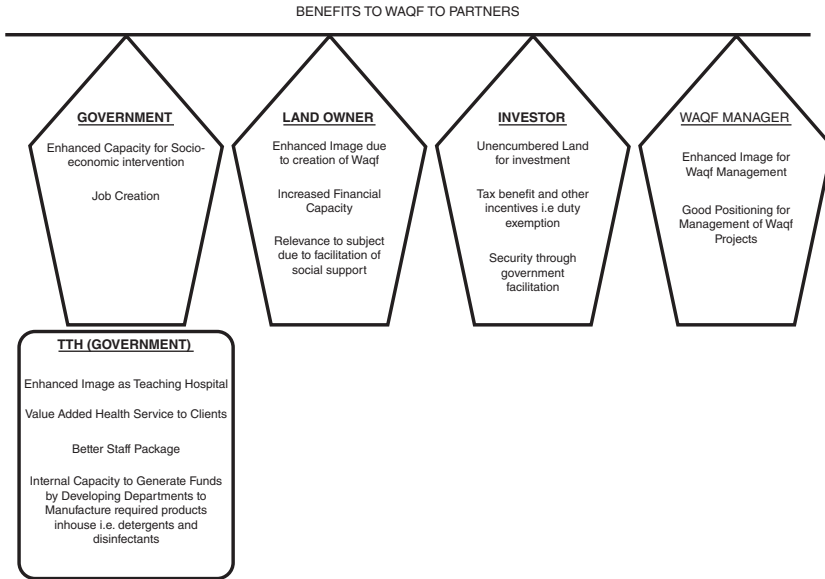 BENEFITS TO WAQF TO PARTNERS
GOVERNMENT
Enhanced Capacity for Socio-
economic intervention
Job Creation
LAND OWNER
Enhanced Image due
to creation of Waqf
Increased Financial
Capacity
Relevance to subject
due to facilitation of
social support
INVESTOR
Unencumbered Land
for investment
Tax benefit and other
incentives i.e duty
exemption
Security through
government
facilitation
WAQF MANAGER
Enhanced Image for
Waqf Management
Good Positioning for
Management of Waqf
Projects
TTH (GOVERNMENT)
Enhanced Image as Teaching Hospital
Value Added Health Service to Clients
Better Staff Package
Internal Capacity to Generate Funds
by Developing Departments to
Manufacture required products
inhouse i.e. detergents and
disinfectants